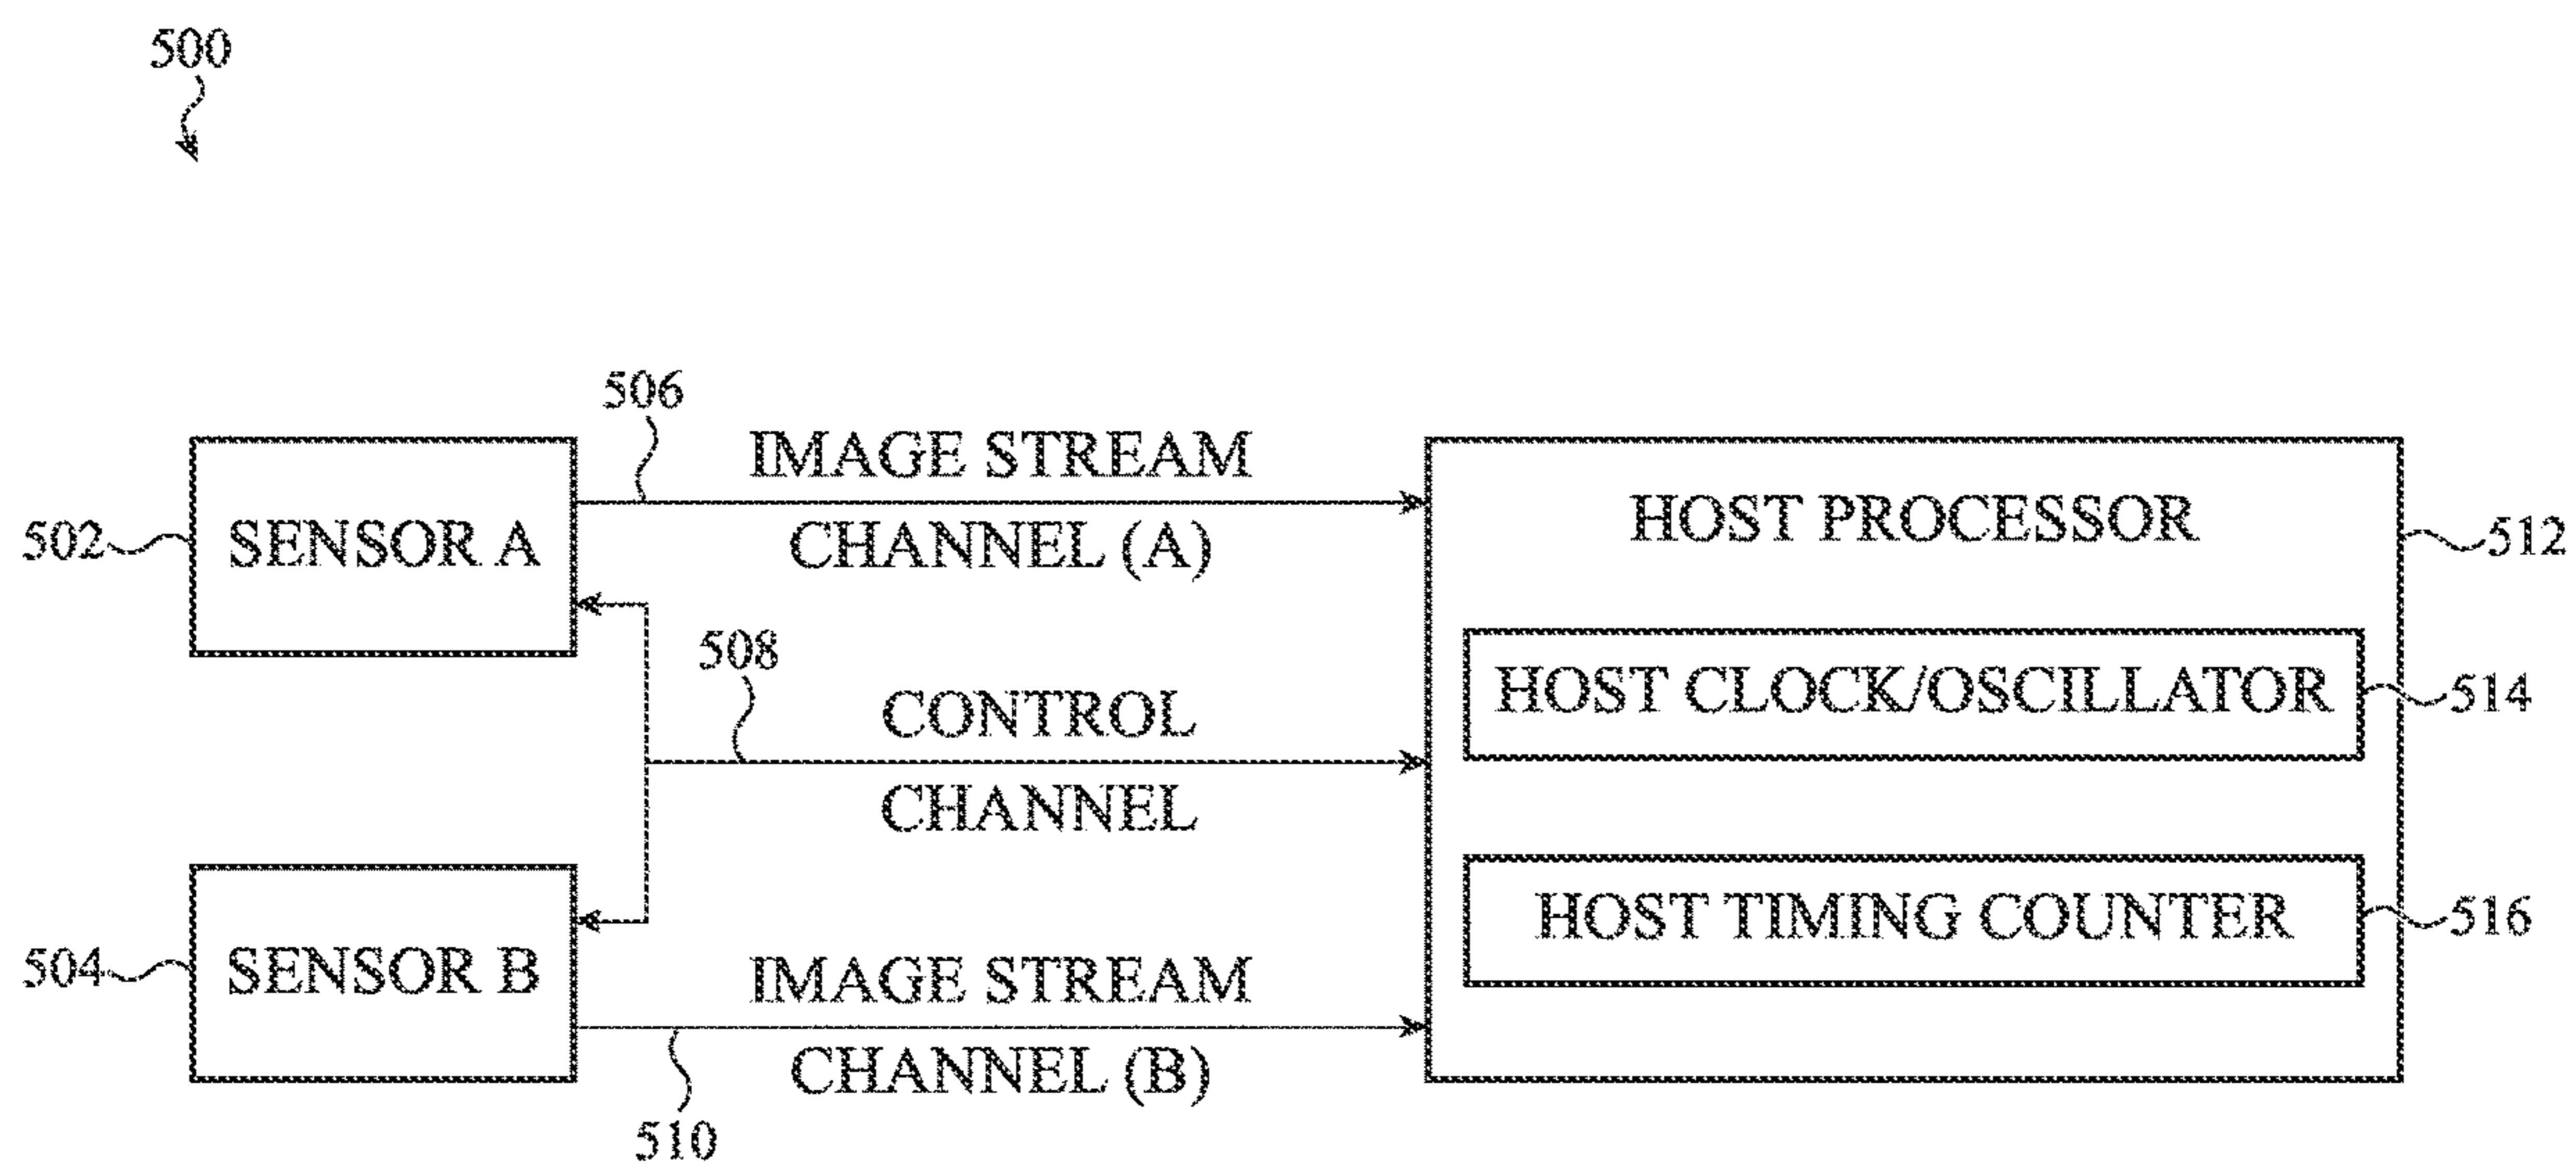 500
506
IMAGE STREAM
CHANNEL (A)
502
SENSOR A
HOST PROCESSOR
512
508
CONTROL
CHANNEL
HOST CLOCK/OSCILLATOR
514
HOST TIMING COUNTER
516
504
SENSOR B
IMAGE STREAM
CHANNEL (B)
510